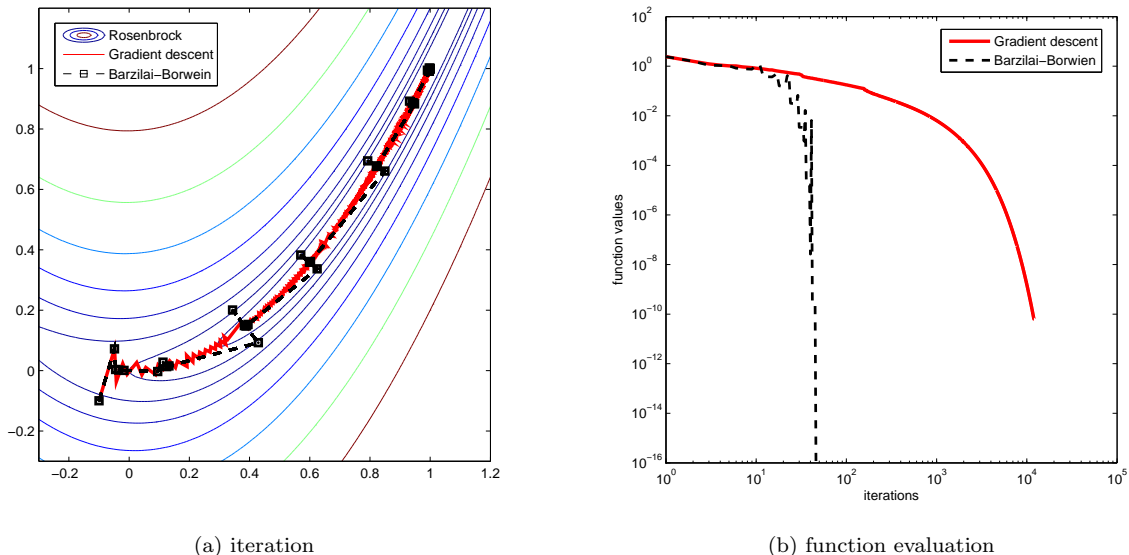 Rosenbrock
Gradient descent
Barzilai−Borwein
1
0.8
0.6
0.4
0.2
0
−0.2
−0.2 0 0.2 0.4 0.6 0.8 1 1.2
(a) iteration
Gradient descent
Barzilai−Borwien
function values
10^2
10^0
10^−2
10^−4
10^−6
10^−8
10^−10
10^−12
10^−14
10^−16
10^0 10^1 10^2 10^3 10^4 10^5
iterations
(b) function evaluation